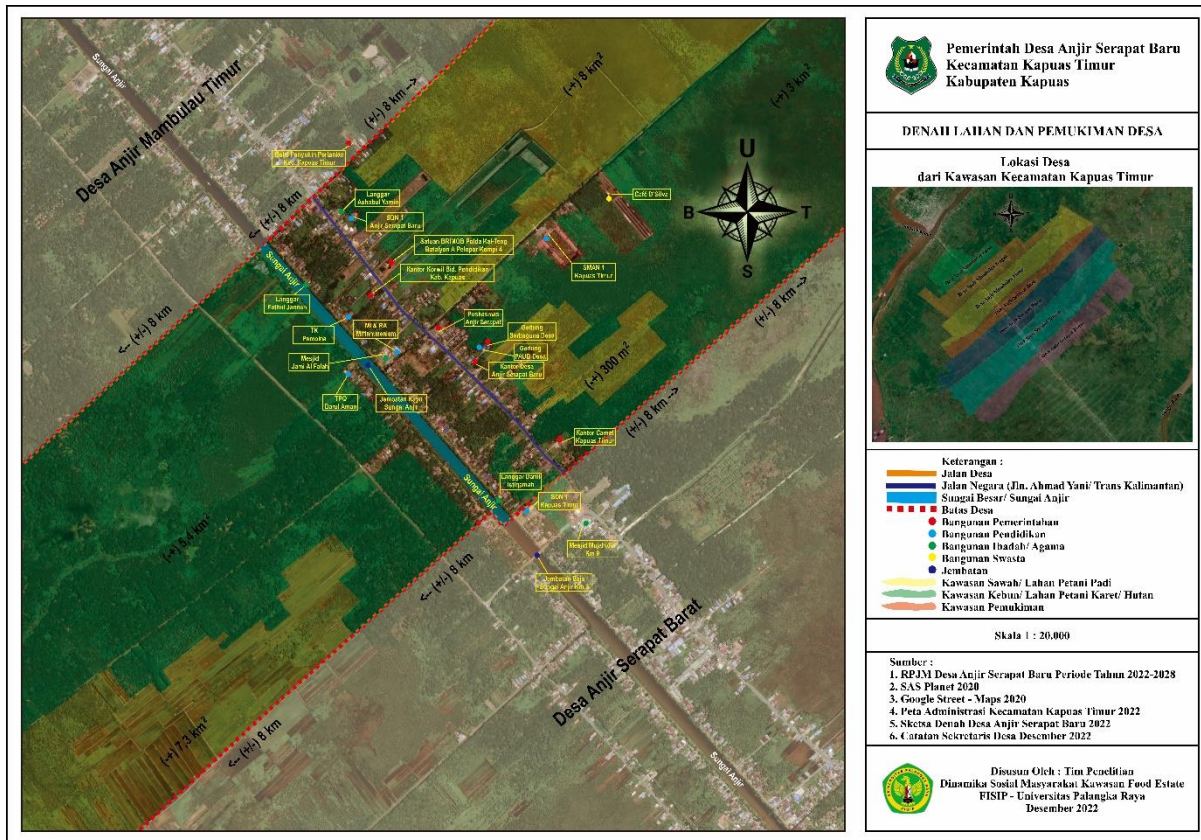 Sungai Anjir
Desa Anjir Mambulau Timur
(+/-) 8 km -->
(-+) 8 km²
(-+) 3 km²
U
B
T
S
Balai Penyuluh Pertanian
Kec. Kapuas Timur
<-- (+/-) 8 km
Langgar
Ashabul Yamin
SDN 1
Anjir Serapat Baru
Café D'Silva
Satuan BRIMOB Polda Kal-Teng
Batalyon A Pelopor Kompi 4
SMAN 1
Kapuas Timur
Kantor Korwil Bid. Pendidikan
Kab. Kapuas
Sungai Anjir
Langgar
Fathul Jannah
TK
MI & RA
Puskesmas
Anjir Serapat
Gedung
Serbaguna Desa
Gedung
PAUD Desa
Kantor Desa
Anjir Serapat Baru
Mesjid
Jami Al Falah
TPQ
Darul Aman
Jembatan Kayu
Sungai Anjir
<-- (+/-) 8 km
(+/-) 8 km -->
(-+) 300 m²
(+/-) 8 km -->
Kantor Camat
Kapuas Timur
Langgar Darul
Istiqamah
Sungai Anjir
SDN 1
Kapuas Timur
Km 9
Jembatan Baja
(-+) 5,4 km²
<-- (+/-) 8 km
Desa Anjir Serapat Barat
(-+) 7,3 km²
<-- (+/-) 8 km
Sungai Anjir
Pemerintah Desa Anjir Serapat Baru
Kecamatan Kapuas Timur
Kabupaten Kapuas
DENAH LAHAN DAN PEMUKIMAN DESA
Lokasi Desa
dari Kawasan Kecamatan Kapuas Timur
Keterangan :
Jalan Desa
Jalan Negara (Jln. Ahmad Yani/ Trans Kalimantan)
Sungai Besar/ Sungai Anjir
Batas Desa
Bangunan Pemerintahan
Bangunan Pendidikan
Bangunan Ibadah/ Agama
Bangunan Swasta
Jembatan
Kawasan Sawah/ Lahan Petani Padi
Kawasan Kebun/ Lahan Petani Karet/ Hutan
Kawasan Pemukiman
Skala 1 : 20.000
Sumber :
1. RPJM Desa Anjir Serapat Baru Periode Tahun 2022-2028
2. SAS Planet 2020
3. Google Street - Maps 2020
4. Peta Administrasi Kecamatan Kapuas Timur 2022
5. Sketsa Denah Desa Anjir Serapat Baru 2022
6. Catatan Sekretaris Desa Desember 2022
Disusun Oleh : Tim Penelitian
Dinamika Sosial Masyarakat Kawasan Food Estate
FISIP - Universitas Palangka Raya
Desember 2022